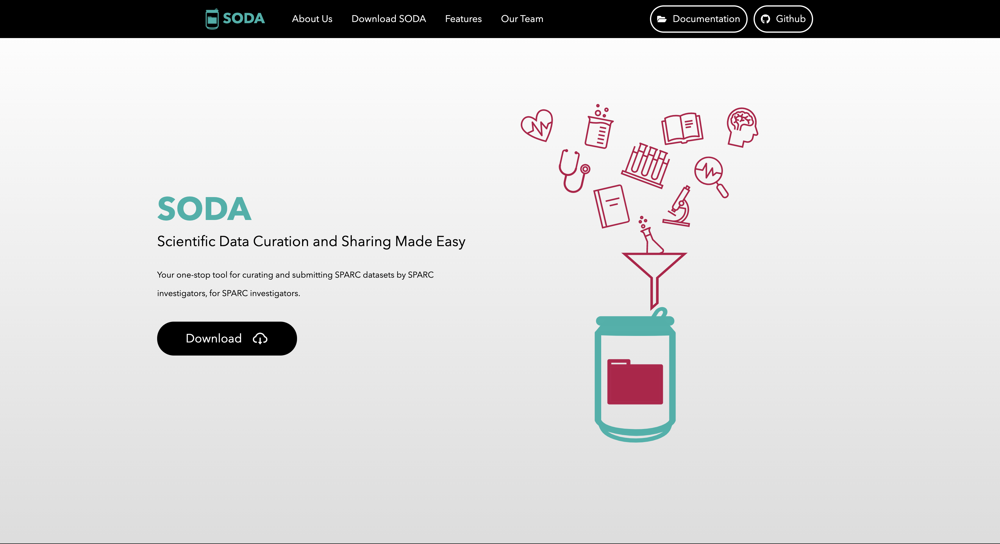 SODA
About Us
Download SODA
Features
Our Team
Documentation
Github
SODA
Scientific Data Curation and Sharing Made Easy
Your one-stop tool for curating and submitting SPARC datasets by SPARC
investigators, for SPARC investigators.
Download